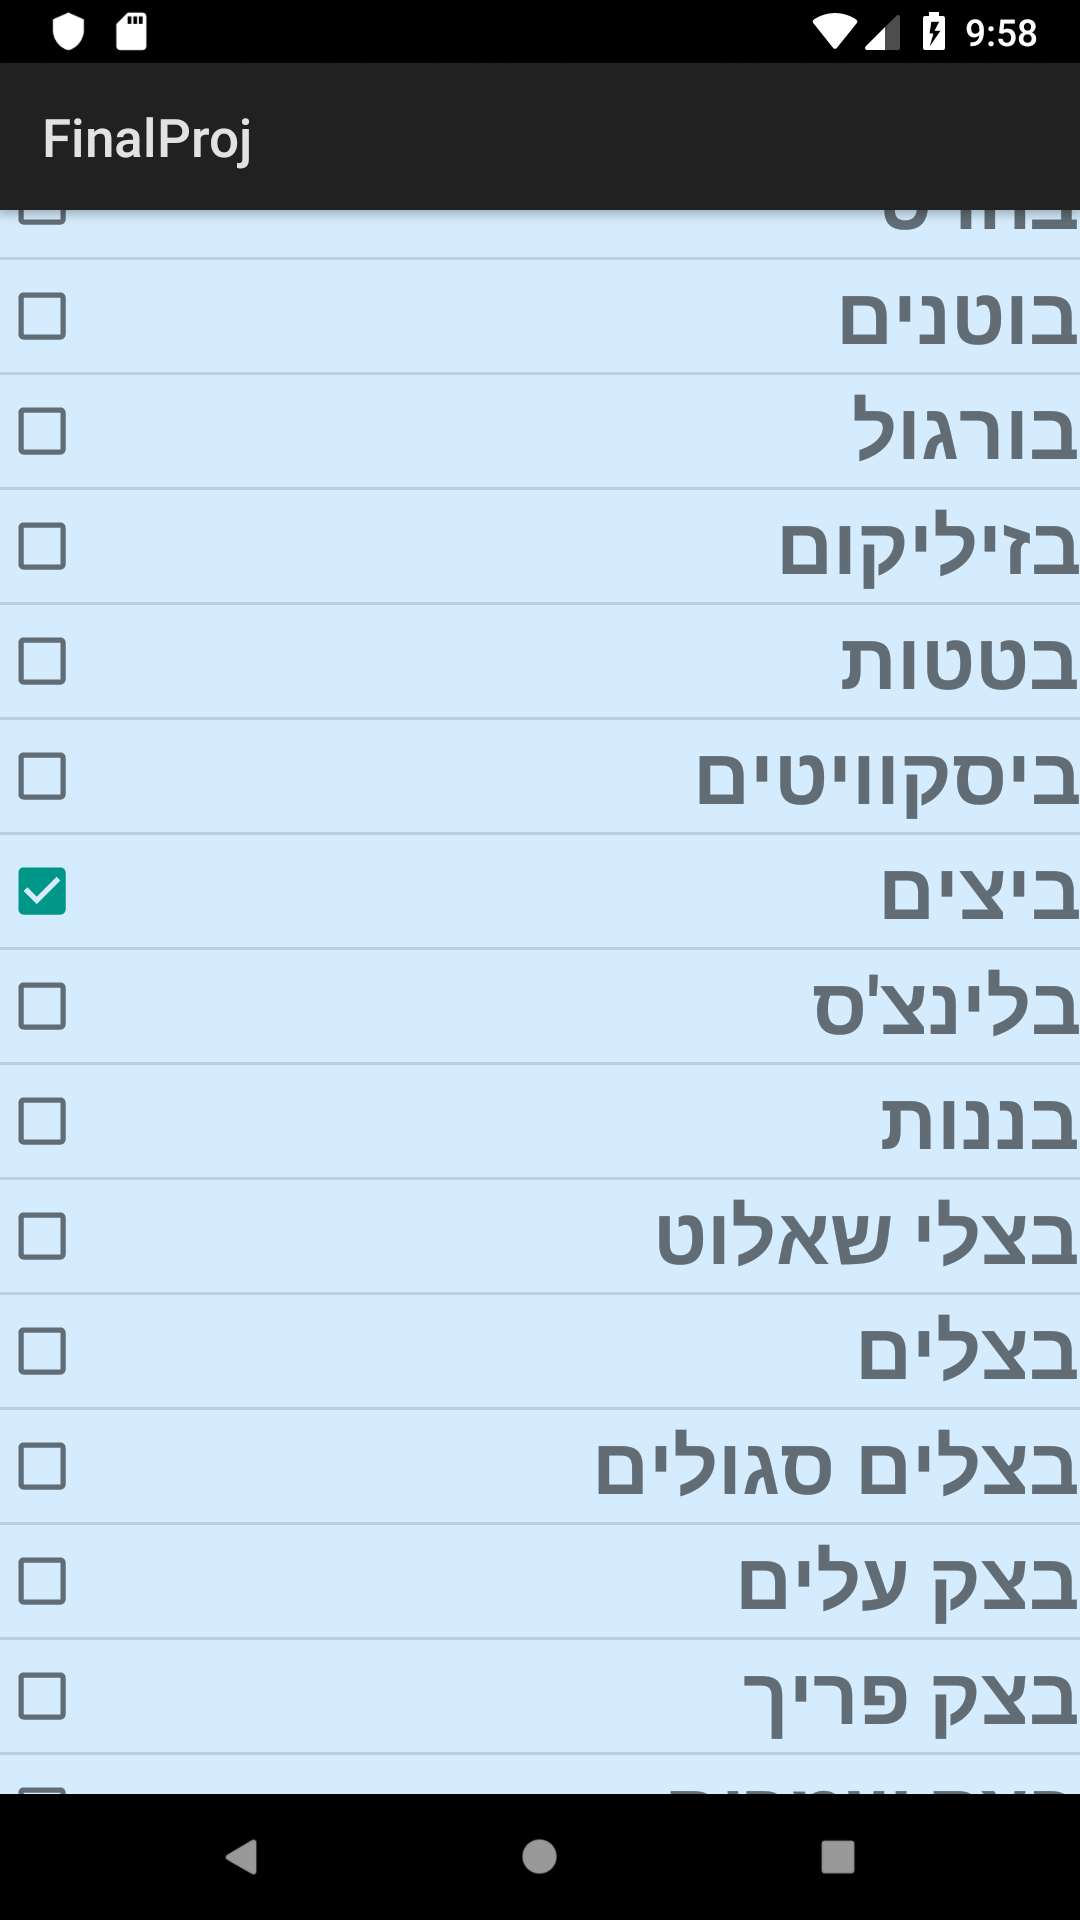 9:58
FinalProj
בוטנים
בורגול
בזיליקום
בטטות
ביסקוויטים
ביצים
בלינצ'ס
בננות
בצלי שאלוט
בצלים
בצלים סגולים
בצק עלים
בצק פריך